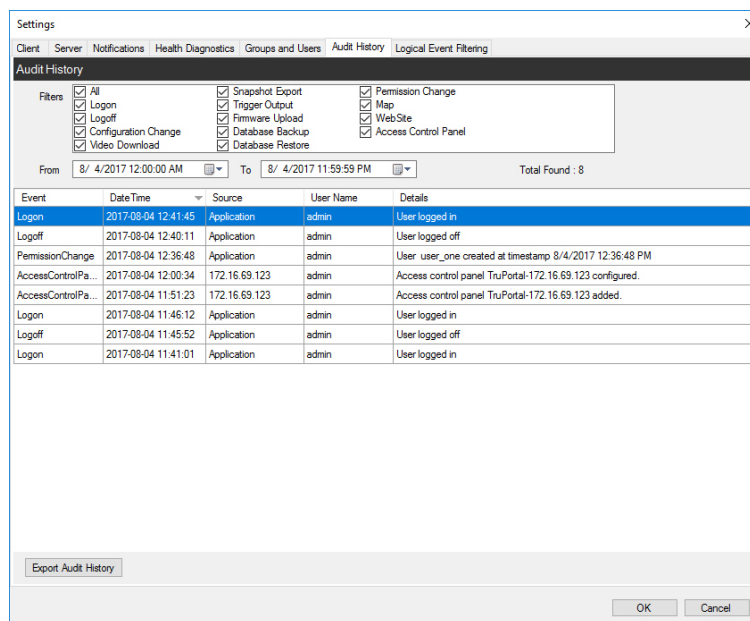 Settings
Client Server Notifications Health Diagnostics Groups and Users Audit History Logical Event Filtering
Audit History
Filters All Snapshot Export Permission Change
Logon Trigger Output Map
Logoff Firmware Upload WebSite
Configuration Change Database Backup Access Control Panel
Video Download Database Restore
From 8/ 4/2017 12:00:00 AM To 8/ 4/2017 11:59:59 PM Total Found : 8
Event Date Time Source User Name Details
Logon 2017-08-04 12:41:45 Application admin User logged in
Logoff 2017-08-04 12:40:11 Application admin User logged off
PermissionChange 2017-08-04 12:36:48 Application admin User user_one created at timestamp 8/4/2017 12:36:48 PM
AccessControlPa... 2017-08-04 12:00:34 172.16.69.123 admin Access control panel TruPortal-172.16.69.123 configured.
AccessControlPa... 2017-08-04 11:51:23 172.16.69.123 admin Access control panel TruPortal-172.16.69.123 added.
Logon 2017-08-04 11:46:12 Application admin User logged in
Logoff 2017-08-04 11:45:52 Application admin User logged off
Logon 2017-08-04 11:41:01 Application admin User logged in
Export Audit History
OK Cancel